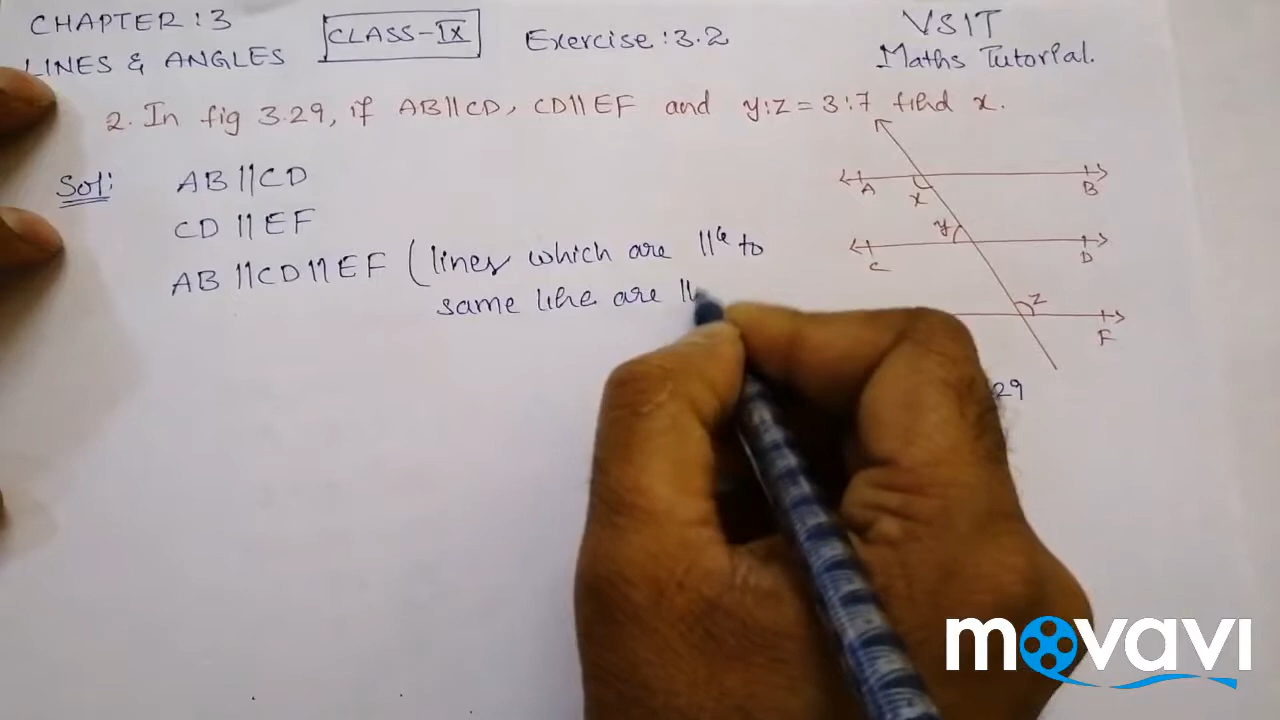 CHAPTER : 3
LINES & ANGLES
CLASS-IX
Exercise : 3.2
VSIT
Maths Tutorial.
2. In fig 3.29, if AB||CD, CD||EF and y:z = 3:7 find x.
Sol:
AB||CD
CD||EF
AB||CD||EF (lines which are ||ˡ to
same line are ||
A
B
x
y
C
D
z
F
29
movavi